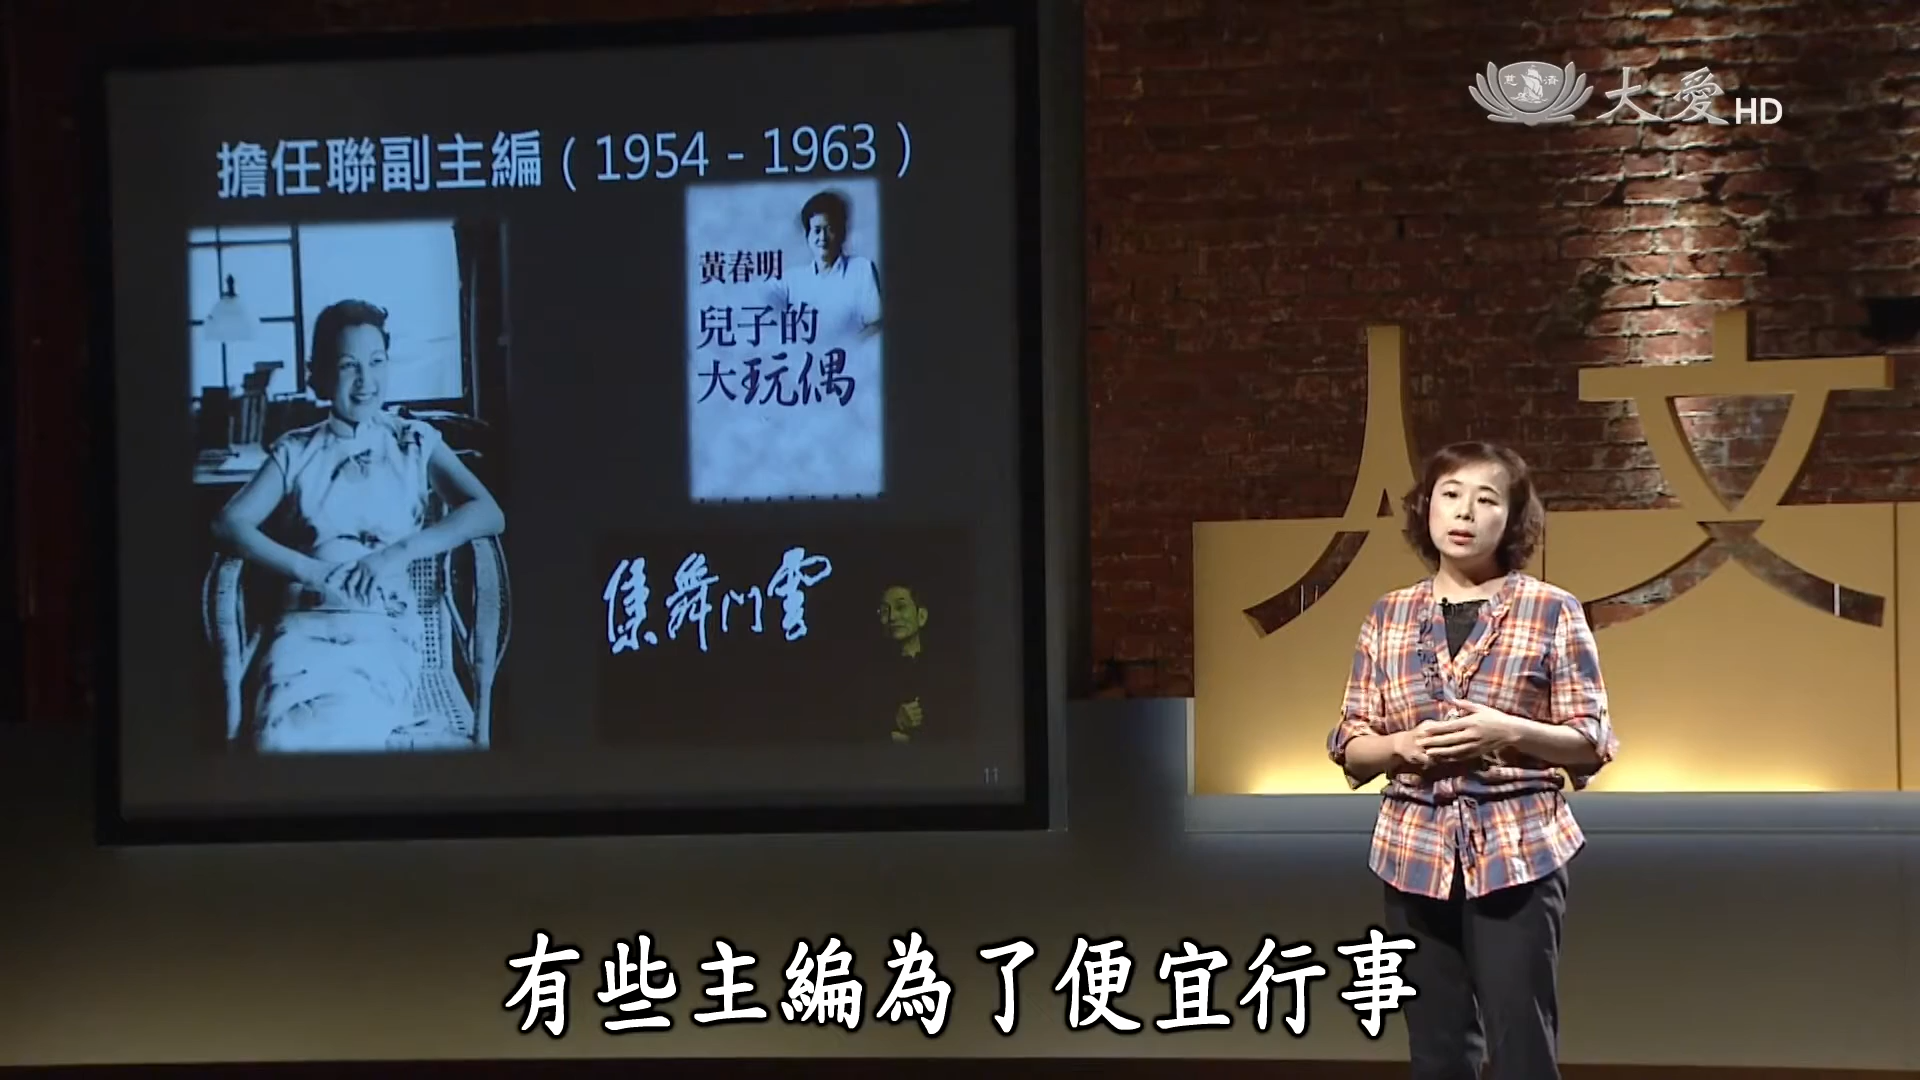 慈濟
大愛HD
擔任聯副主編（1954 - 1963）
黃春明
兒子的
大玩偶
雲門舞集
11
人文
有些主編為了便宜行事